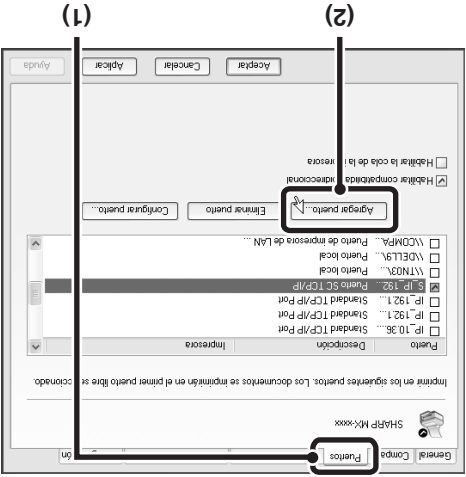 General Compa Puertos ón
SHARP MX-xxxx
Imprimir en los siguientes puertos. Los documentos se imprimirán en el primer puerto libre seleccionado.
Puerto Descripción Impresora
IP_10.36.... Standard TCP/IP Port
IP_192.1... Standard TCP/IP Port
IP_192.1... Standard TCP/IP Port
S_IP_192... Puerto SC TCP/IP
\\TN03\... Puerto local
\\DELL9\... Puerto local
\\COMPA... Puerto de impresoras de LAN ...
Agregar puerto... Eliminar puerto Configurar puerto...
Habilitar compatibilidad bidireccional
Habilitar la cola de la impresora
Aceptar Cancelar Aplicar Ayuda
(2) (1)